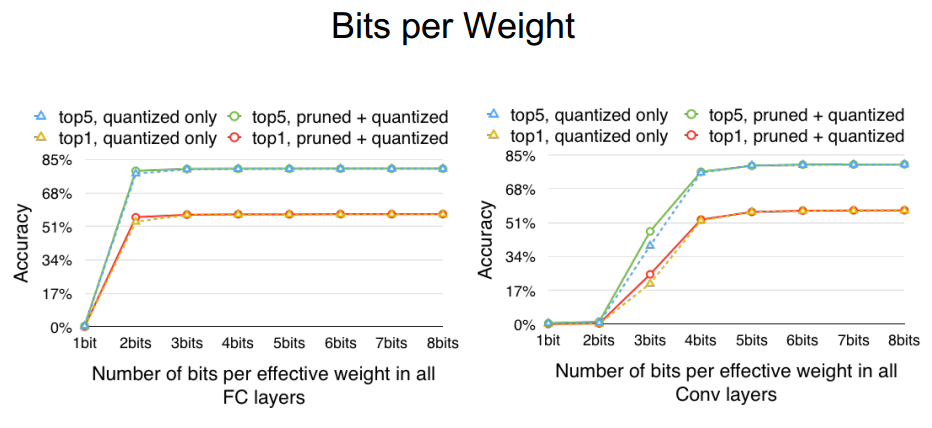 Bits per Weight
top5, quantized only top5, pruned + quantized
top1, quantized only top1, pruned + quantized
85%
68%
51%
34%
17%
0%
Accuracy
1bit 2bits 3bits 4bits 5bits 6bits 7bits 8bits
Number of bits per effective weight in all
FC layers
top5, quantized only top5, pruned + quantized
top1, quantized only top1, pruned + quantized
85%
68%
51%
34%
17%
0%
Accuracy
1bit 2bits 3bits 4bits 5bits 6bits 7bits 8bits
Number of bits per effective weight in all
Conv layers